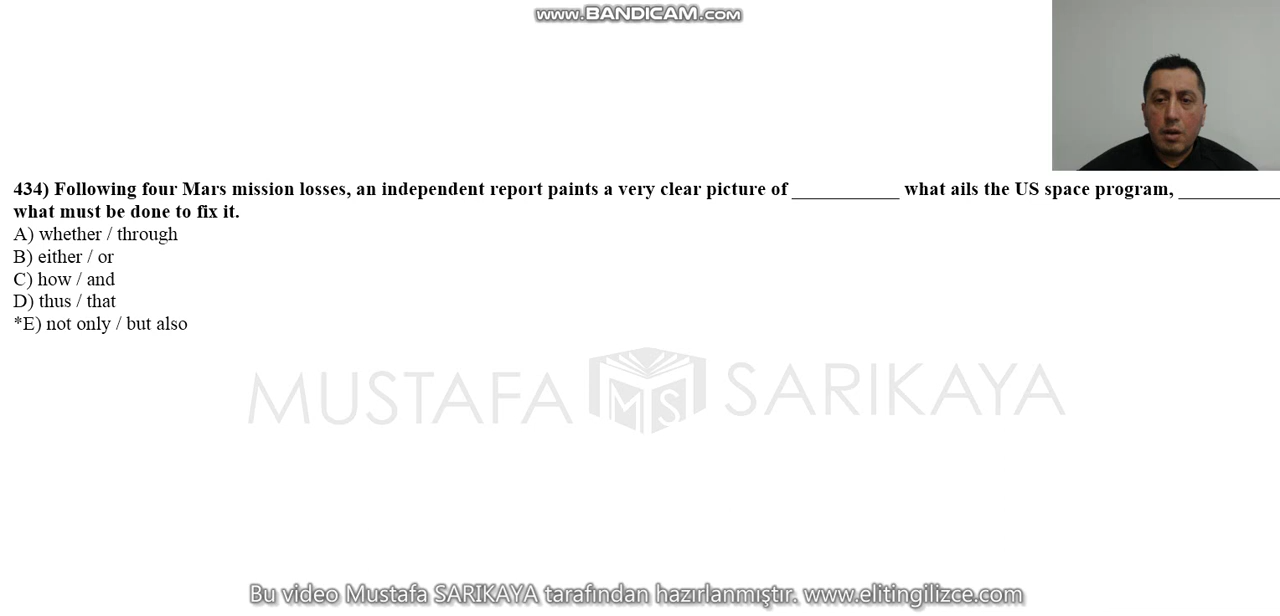 www.BANDICAM.com
434) Following four Mars mission losses, an independent report paints a very clear picture of ___________ what ails the US space program, ___________
what must be done to fix it.
A) whether / through
B) either / or
C) how / and
D) thus / that
*E) not only / but also
MUSTAFA MS SARIKAYA
Bu video Mustafa SARIKAYA tarafından hazırlanmıştır. www.elitingilizce.com